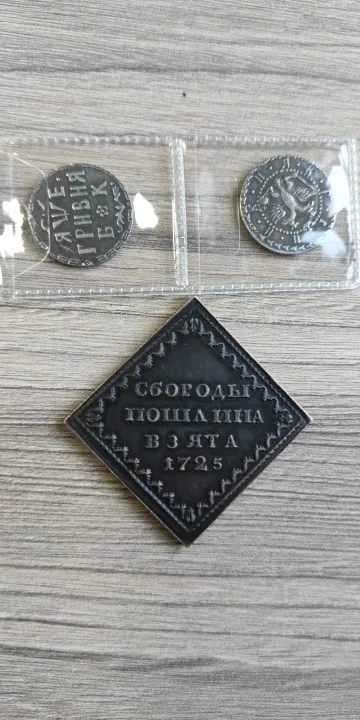 ГРИВНЯ
Б К
СБОРОДЫ
ПОШЛИНА
ВЗЯТА
1725